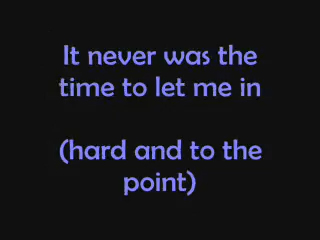 It never was the
time to let me in
(hard and to the
point)